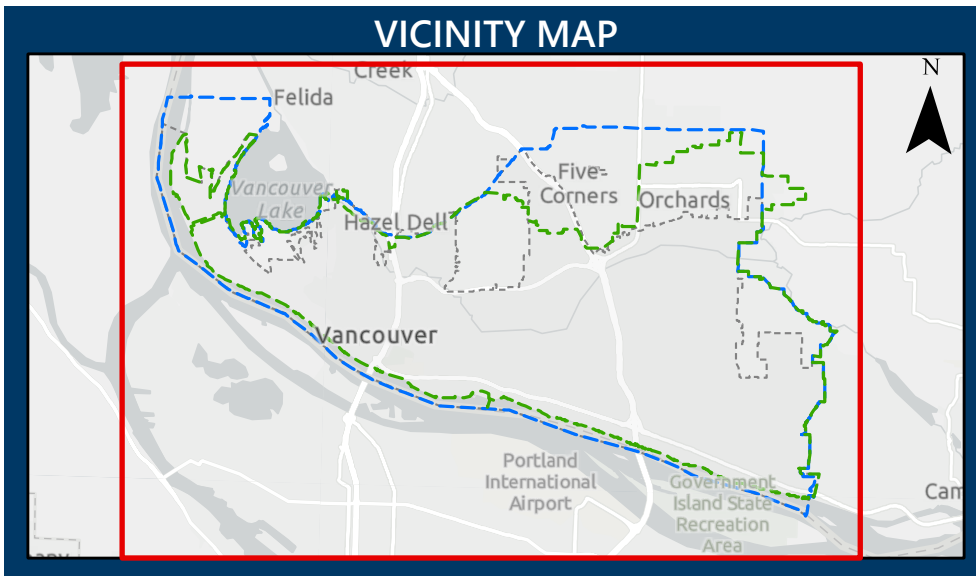 VICINITY MAP
Creek
N
Felida
Vancouver
Lake
Five
Corners
Orchards
Hazel Dell
Vancouver
Portland
International
Airport
Government
Island State
Recreation
Area
Cam